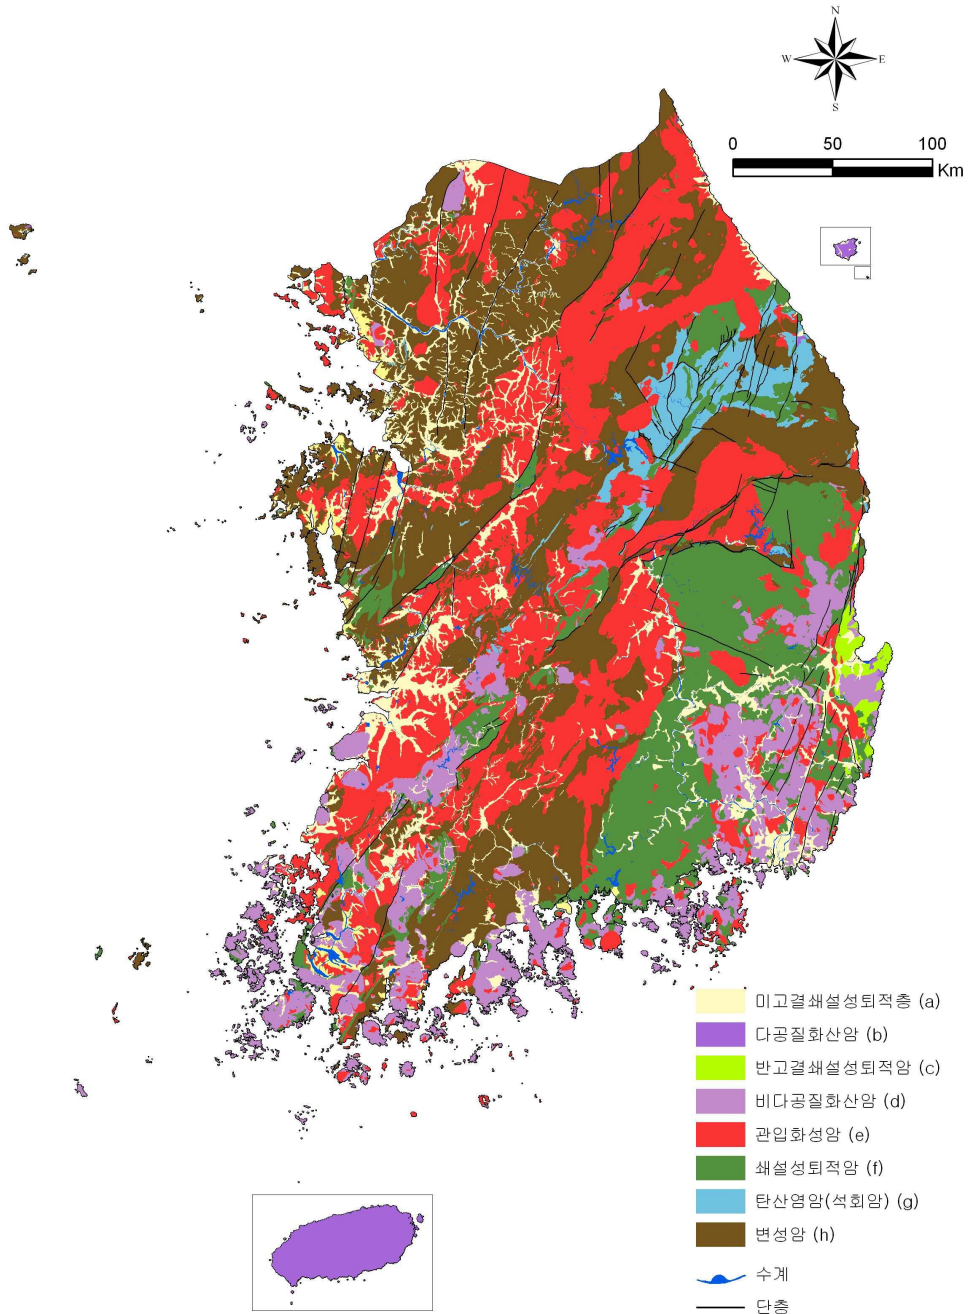 N
W E
S
0 50 100
Km
미고결쇄설성퇴적층 (a)
다공질화산암 (b)
반고결쇄설성퇴적암 (c)
비다공질화산암 (d)
관입화성암 (e)
쇄설성퇴적암 (f)
탄산염암(석회암) (g)
변성암 (h)
수계
단층